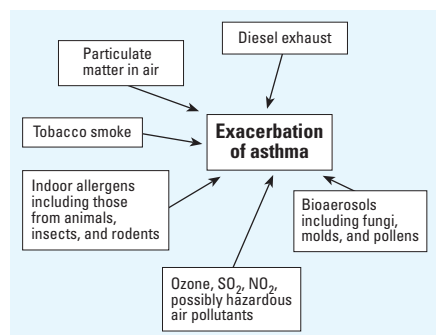 Diesel exhaust
Particulate
matter in air
Tobacco smoke
Exacerbation
of asthma
Indoor allergens
including those
from animals,
insects, and rodents
Bioaerosols
including fungi,
molds, and pollens
Ozone, SO₂, NO₂,
possibly hazardous
air pollutants